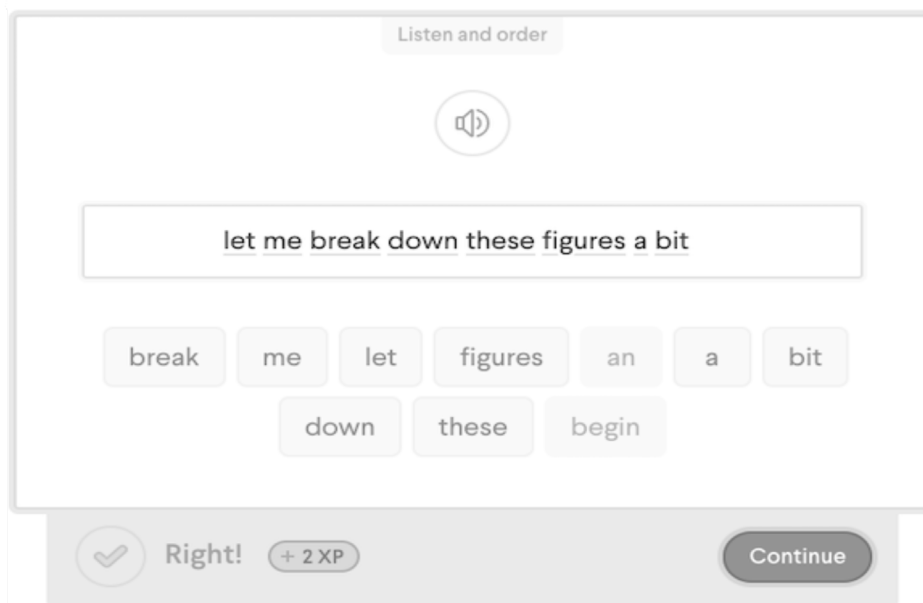 Listen and order
let me break down these figures a bit
break me let figures an a bit
down these begin
Right! + 2 XP Continue